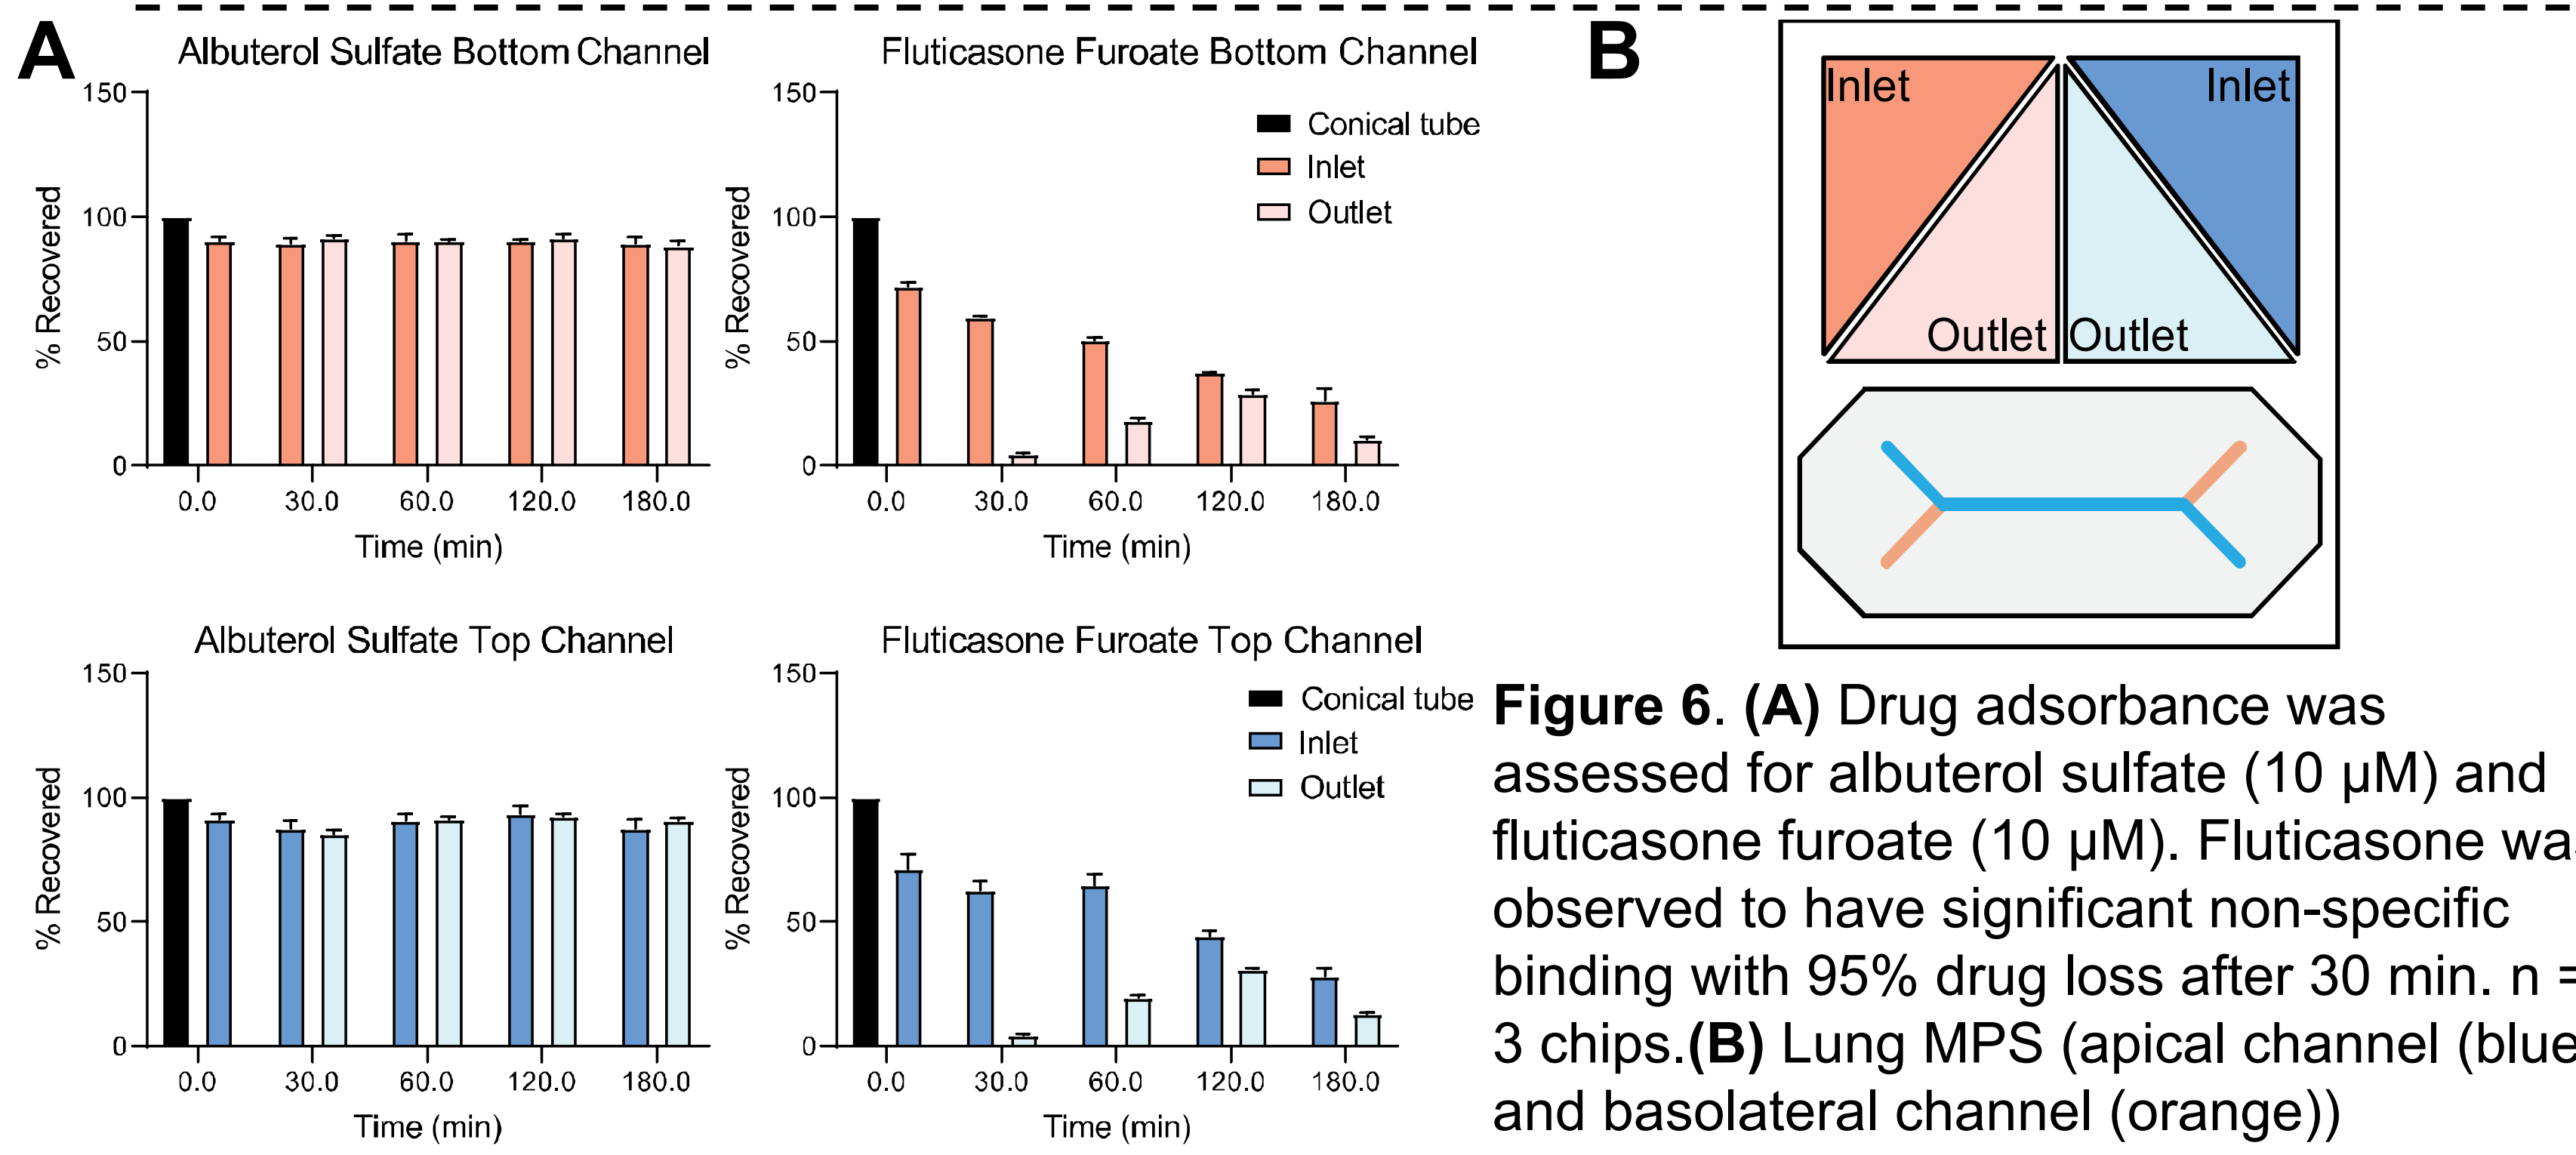 A
Albuterol Sulfate Bottom Channel
150
100
50
0
% Recovered
0.0 30.0 60.0 120.0 180.0
Time (min)
Fluticasone Furoate Bottom Channel
150
100
50
0
% Recovered
Conical tube
Inlet
Outlet
0.0 30.0 60.0 120.0 180.0
Time (min)
Albuterol Sulfate Top Channel
150
100
50
0
% Recovered
0.0 30.0 60.0 120.0 180.0
Time (min)
Fluticasone Furoate Top Channel
150
100
50
0
% Recovered
Conical tube
Inlet
Outlet
0.0 30.0 60.0 120.0 180.0
Time (min)
B
Inlet Inlet
Outlet Outlet
Figure 6. (A) Drug adsorbance was
assessed for albuterol sulfate (10 µM) and
fluticasone furoate (10 µM). Fluticasone was
observed to have significant non-specific
binding with 95% drug loss after 30 min. n =
3 chips.(B) Lung MPS (apical channel (blue
and basolateral channel (orange))